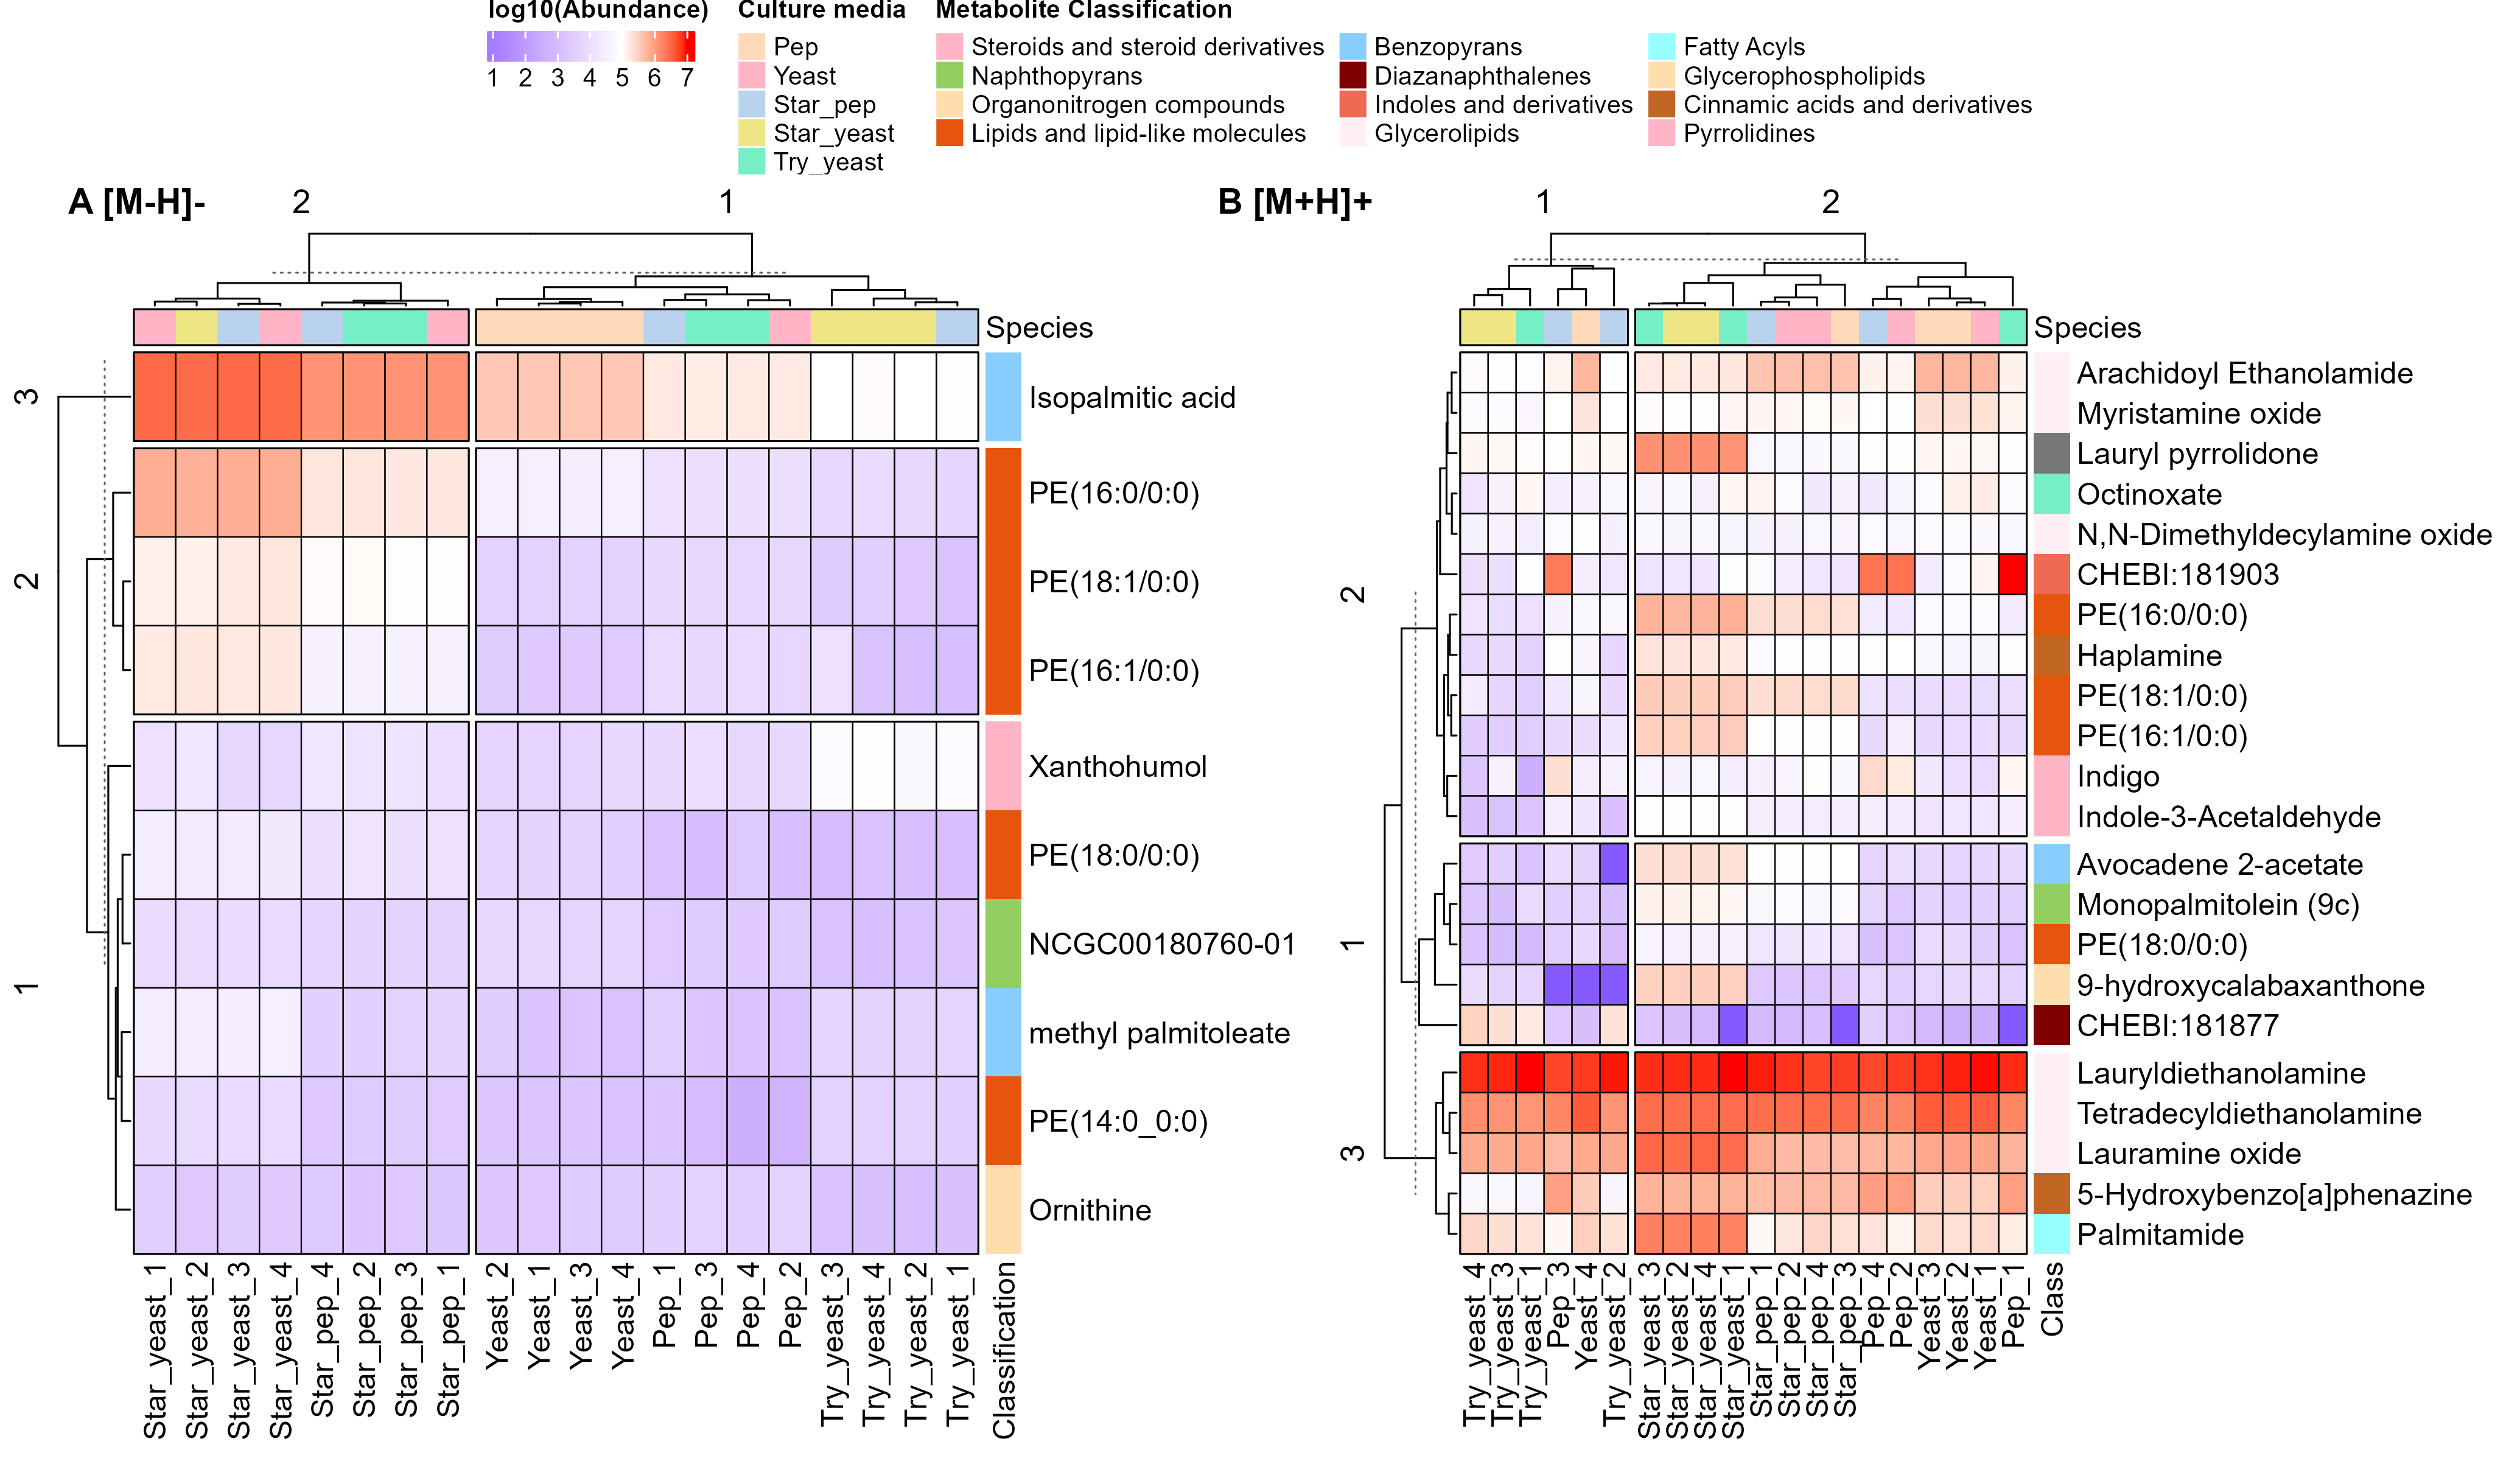 log10(Abundance)
1 2 3 4 5 6 7
Culture media
Pep
Yeast
Star_pep
Star_yeast
Try_yeast
Metabolite Classification
Steroids and steroid derivatives
Naphthopyrans
Organonitrogen compounds
Lipids and lipid-like molecules
Benzopyrans
Diazanaphthalenes
Indoles and derivatives
Glycerolipids
Fatty Acyls
Glycerophospholipids
Cinnamic acids and derivatives
Pyrrolidines
A [M-H]-
2 1
Species
3
2
1
Isopalmitic acid
PE(16:0/0:0)
PE(18:1/0:0)
PE(16:1/0:0)
Xanthohumol
PE(18:0/0:0)
NCGC00180760-01
methyl palmitoleate
PE(14:0_0:0)
Ornithine
Star_yeast_1
Star_yeast_2
Star_yeast_3
Star_yeast_4
Star_pep_4
Star_pep_2
Star_pep_3
Star_pep_1
Yeast_2
Yeast_1
Yeast_3
Yeast_4
Pep_1
Pep_3
Pep_4
Pep_2
Try_yeast_3
Try_yeast_4
Try_yeast_2
Try_yeast_1
Classification
B [M+H]+
1 2
Species
2
1
3
Arachidoyl Ethanolamide
Myristamine oxide
Lauryl pyrrolidone
Octinoxate
N,N-Dimethyldecylamine oxide
CHEBI:181903
PE(16:0/0:0)
Haplamine
PE(18:1/0:0)
PE(16:1/0:0)
Indigo
Indole-3-Acetaldehyde
Avocadene 2-acetate
Monopalmitolein (9c)
PE(18:0/0:0)
9-hydroxycalabaxanthone
CHEBI:181877
Lauryldiethanolamine
Tetradecyldiethanolamine
Lauramine oxide
5-Hydroxybenzo[a]phenazine
Palmitamide
Try_yeast_4
Try_yeast_3
Try_yeast_1
Pep_3
Yeast_4
Try_yeast_2
Star_yeast_3
Star_yeast_2
Star_yeast_4
Star_yeast_1
Star_pep_1
Star_pep_2
Star_pep_4
Star_pep_3
Pep_4
Pep_2
Yeast_3
Yeast_2
Yeast_1
Pep_1
Class